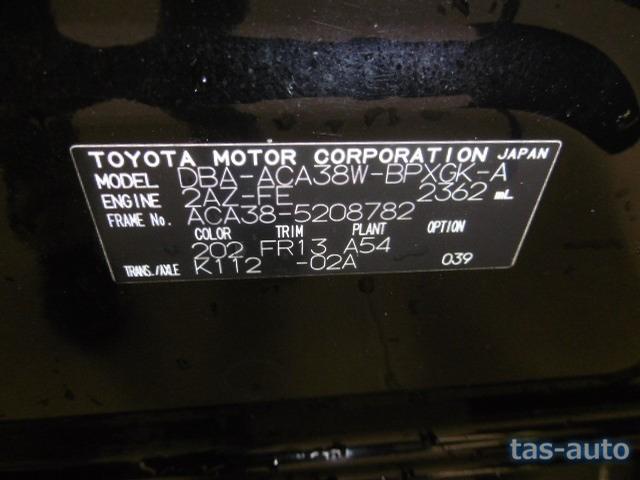 TOYOTA MOTOR CORPORATION JAPAN
MODEL DBA-ACA38W-BPXGK-A
ENGINE 2AZ-FE 2362 mL
FRAME No. ACA38-5208782
COLOR TRIM PLANT OPTION
202 FR13 A54
TRANS./AXLE K112 -02A 039
tas-auto